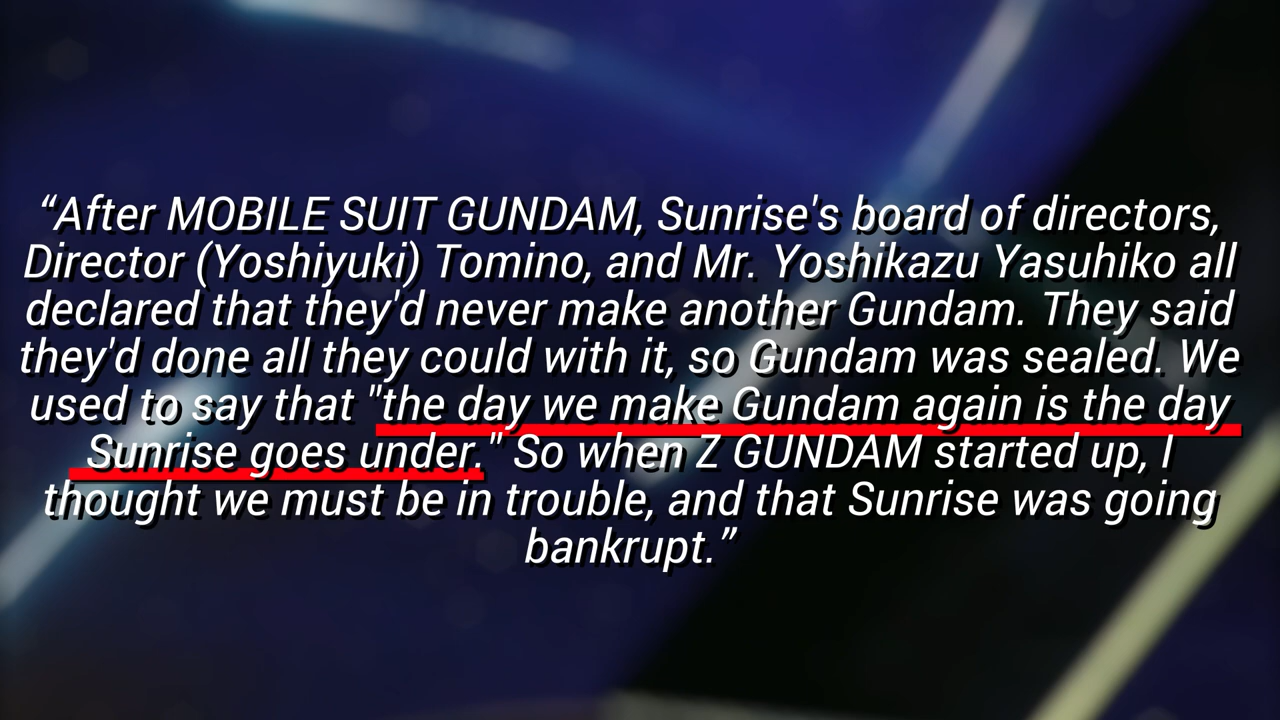 “After MOBILE SUIT GUNDAM, Sunrise's board of directors,
Director (Yoshiyuki) Tomino, and Mr. Yoshikazu Yasuhiko all
declared that they'd never make another Gundam. They said
they'd done all they could with it, so Gundam was sealed. We
used to say that "the day we make Gundam again is the day
Sunrise goes under." So when Z GUNDAM started up, I
thought we must be in trouble, and that Sunrise was going
bankrupt.”